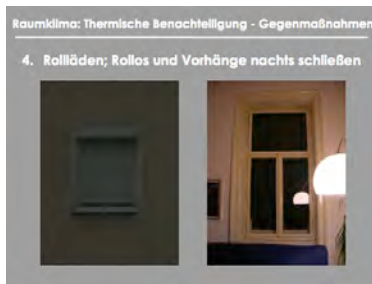 Raumklima: Thermische Benachteiligung - Gegenmaßnahmen
4. Rollläden; Rollos und Vorhänge nachts schließen